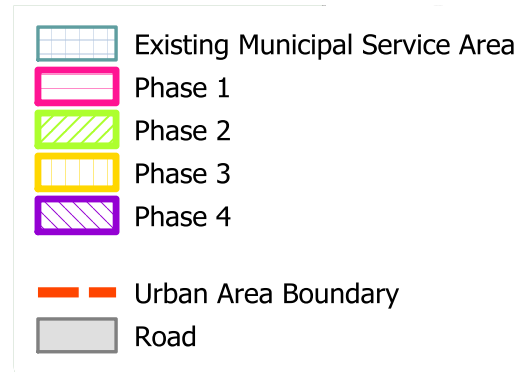 Existing Municipal Service Area
Phase 1
Phase 2
Phase 3
Phase 4
Urban Area Boundary
Road